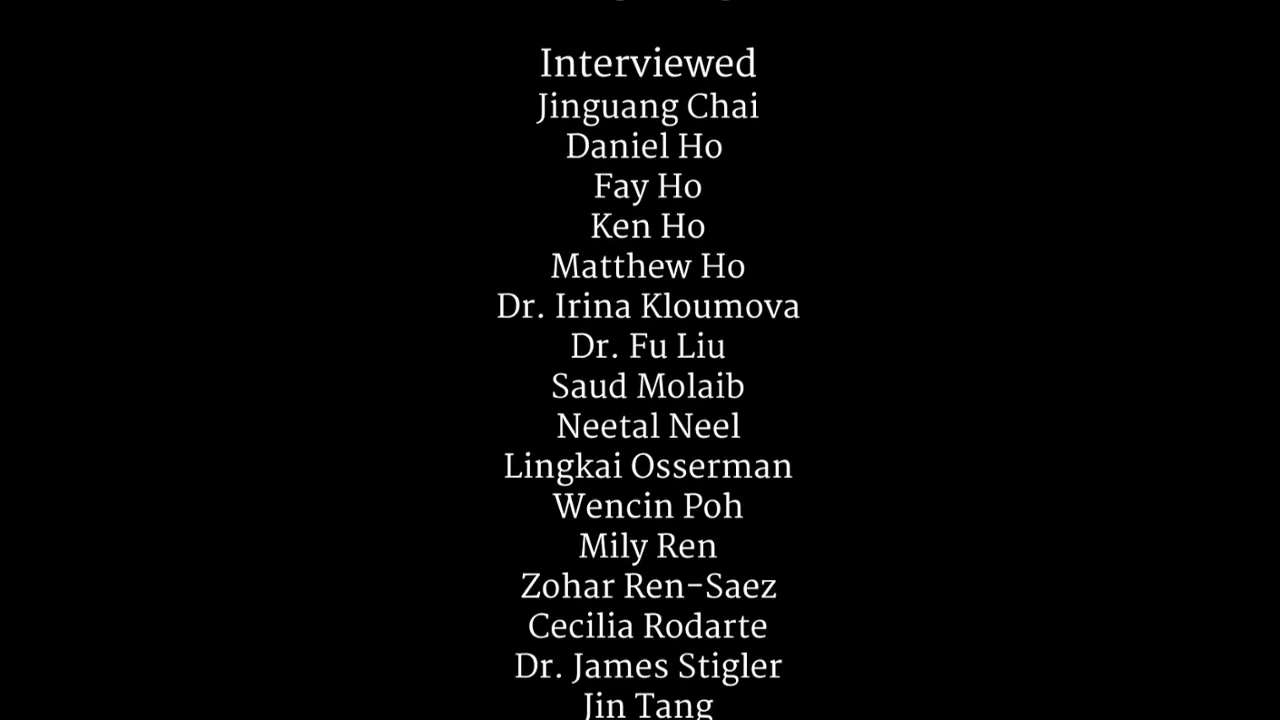 Interviewed
Jinguang Chai
Daniel Ho
Fay Ho
Ken Ho
Matthew Ho
Dr. Irina Kloumova
Dr. Fu Liu
Saud Molaib
Neetal Neel
Lingkai Osserman
Wencin Poh
Mily Ren
Zohar Ren-Saez
Cecilia Rodarte
Dr. James Stigler
Jin Tang